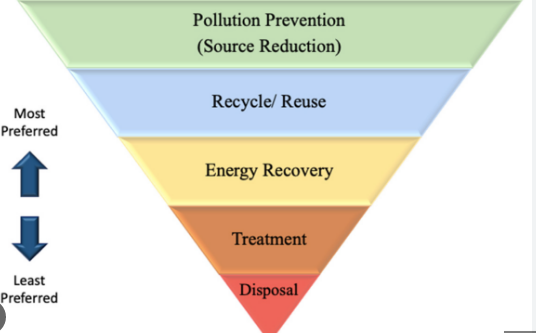 Pollution Prevention
(Source Reduction)
Recycle/ Reuse
Most
Preferred
Energy Recovery
Treatment
Least
Preferred
Disposal